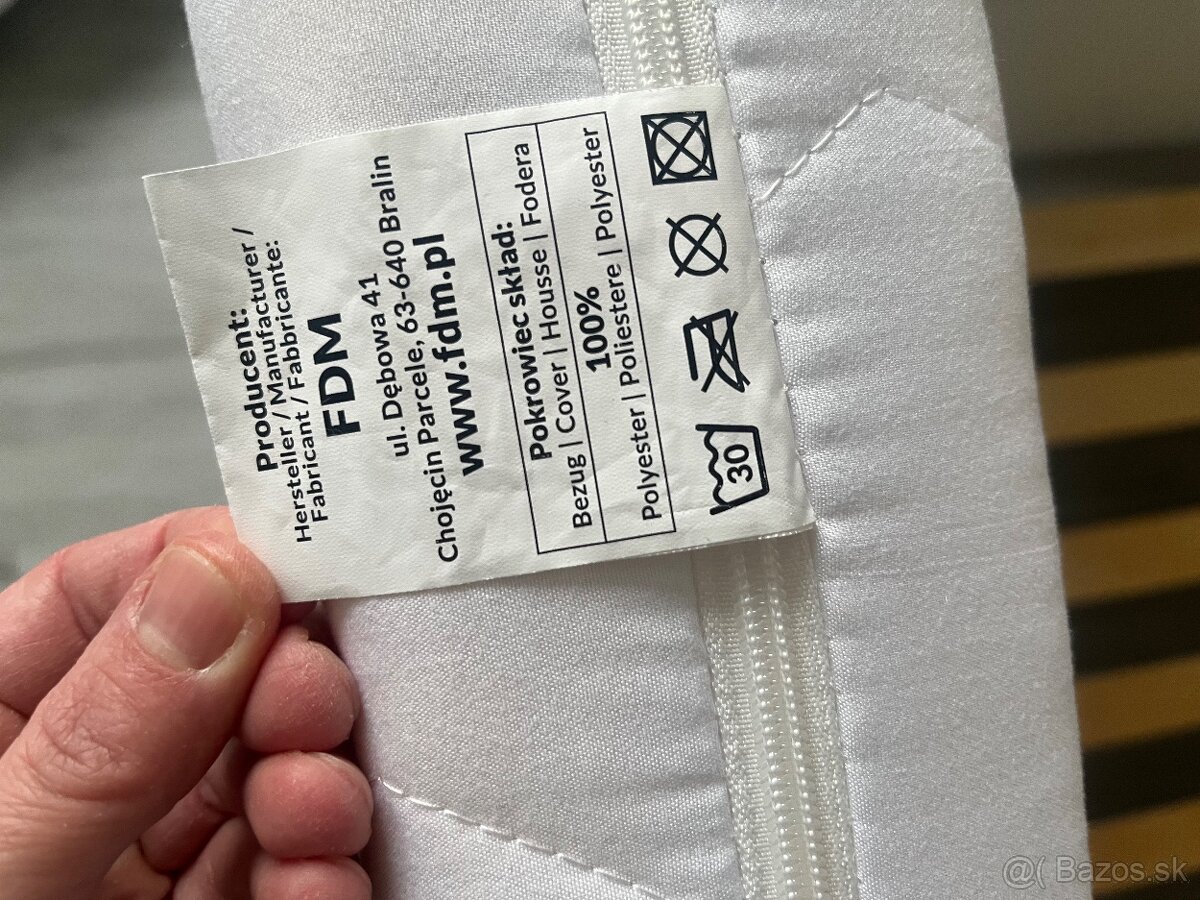 Producent:
Hersteller / Manufacturer /
Fabricant / Fabbricante:
FDM
ul. Dębowa 41
Chojęcin Parcele, 63-640 Bralin
www.fdm.pl
Pokrowiec skład:
Bezug | Cover | Housse | Fodera
100%
Polyester | Poliestere | Polyester
30
@( Bazos.sk